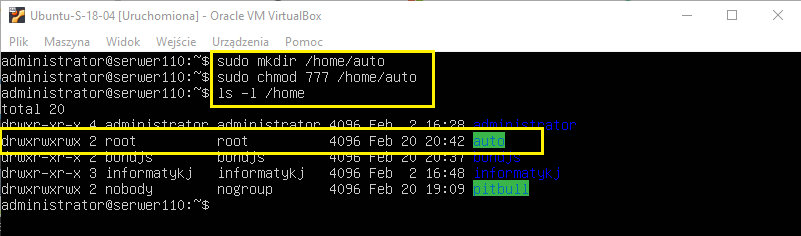 Ubuntu-S-18-04 [Uruchomiona] - Oracle VM VirtualBox
Plik Maszyna Widok Wejście Urządzenia Pomoc
administrator@serwer110:~$ sudo mkdir /home/auto
administrator@serwer110:~$ sudo chmod 777 /home/auto
administrator@serwer110:~$ ls -l /home
total 20
drwxr-xr-x 4 administrator administrator 4096 Feb 2 16:28 administrator
drwxrwxrwx 2 root root 4096 Feb 20 20:42 auto
drwxr-xr-x 2 bundjs bundjs 4096 Feb 20 20:37 bundjs
drwxr-xr-x 3 informatykj informatykj 4096 Feb 2 16:48 informatykj
drwxrwxrwx 2 nobody nogroup 4096 Feb 20 19:09 pitbull
administrator@serwer110:~$